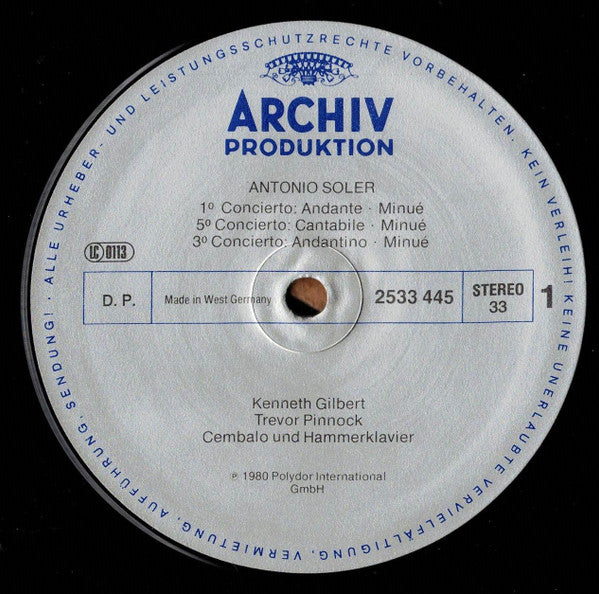 ALLE URHEBER- UND LEISTUNGSSCHUTZRECHTE VORBEHALTEN. KEIN VERLEIH! KEINE UNERLAUBTE VERVIELFÄLTIGUNG, VERMIETUNG, AUFFÜHRUNG, SENDUNG! ·
ARCHIV
PRODUKTION
ANTONIO SOLER
1º Concierto: Andante · Minué
5º Concierto: Cantabile · Minué
3º Concierto: Andantino · Minué
LC 0113
D. P. Made in West Germany 2533 445 STEREO 33 1
Kenneth Gilbert
Trevor Pinnock
Cembalo und Hammerklavier
℗ 1980 Polydor International
GmbH